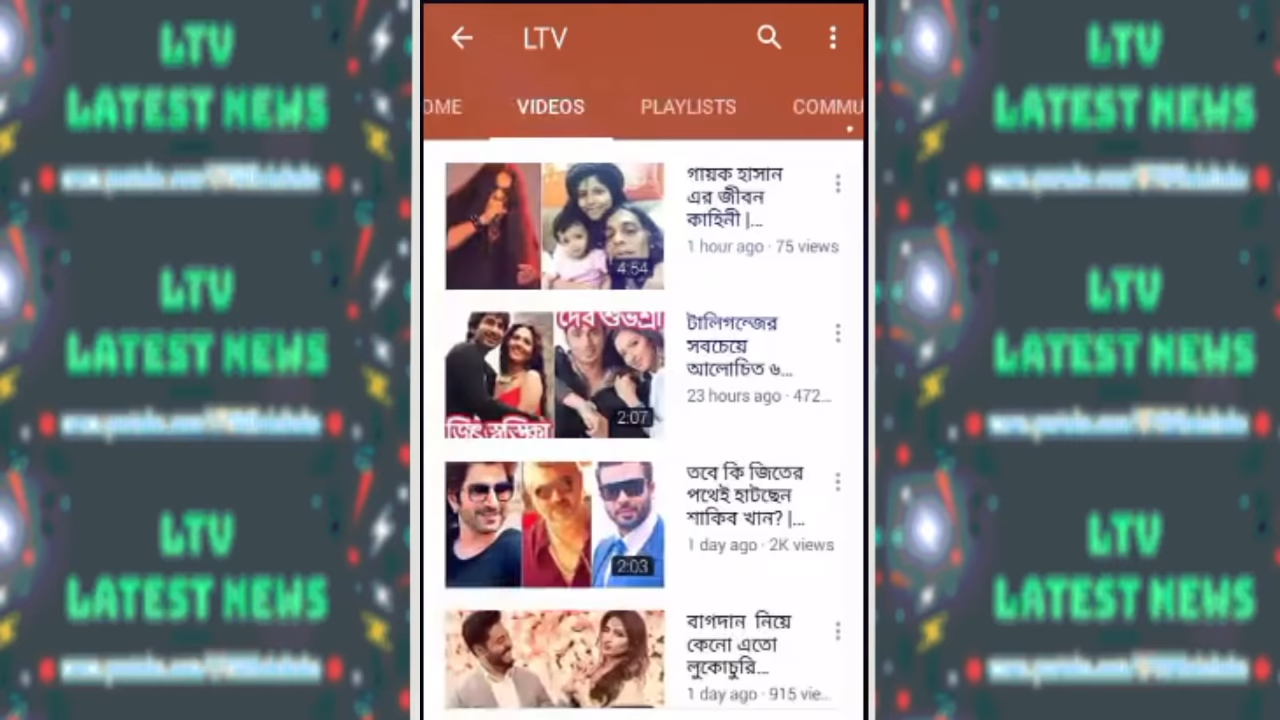 LTV
LATEST NEWS
LTV
LATEST NEWS
LTV
LATEST NEWS
LTV
OME VIDEOS PLAYLISTS COMMU
4:54
গায়ক হাসান
এর জীবন
কাহিনী |...
1 hour ago · 75 views
দেব শুভশ্রী
2:07
টালিগন্জের
সবচেয়ে
আলোচিত ৬...
23 hours ago · 472...
2:03
তবে কি জিতের
পথেই হাটছেন
শাকিব খান? |...
1 day ago · 2K views
বাগদান নিয়ে
কেনো এতো
লুকোচুরি...
1 day ago · 915 vie...
LTV
LATEST NEWS
LTV
LATEST NEWS
LTV
LATEST NEWS